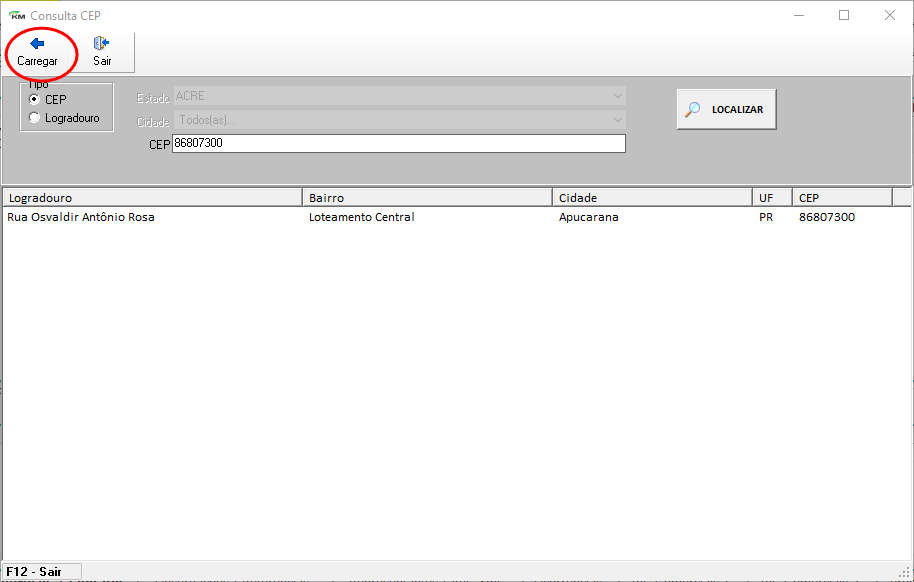 KM Consulta CEP
Carregar Sair
Tipo
CEP
Logradouro
Estado ACRE
Cidade Todos(as)...
CEP 86807300
LOCALIZAR
Logradouro Bairro Cidade UF CEP
Rua Osvaldir Antônio Rosa Loteamento Central Apucarana PR 86807300
F12 - Sair